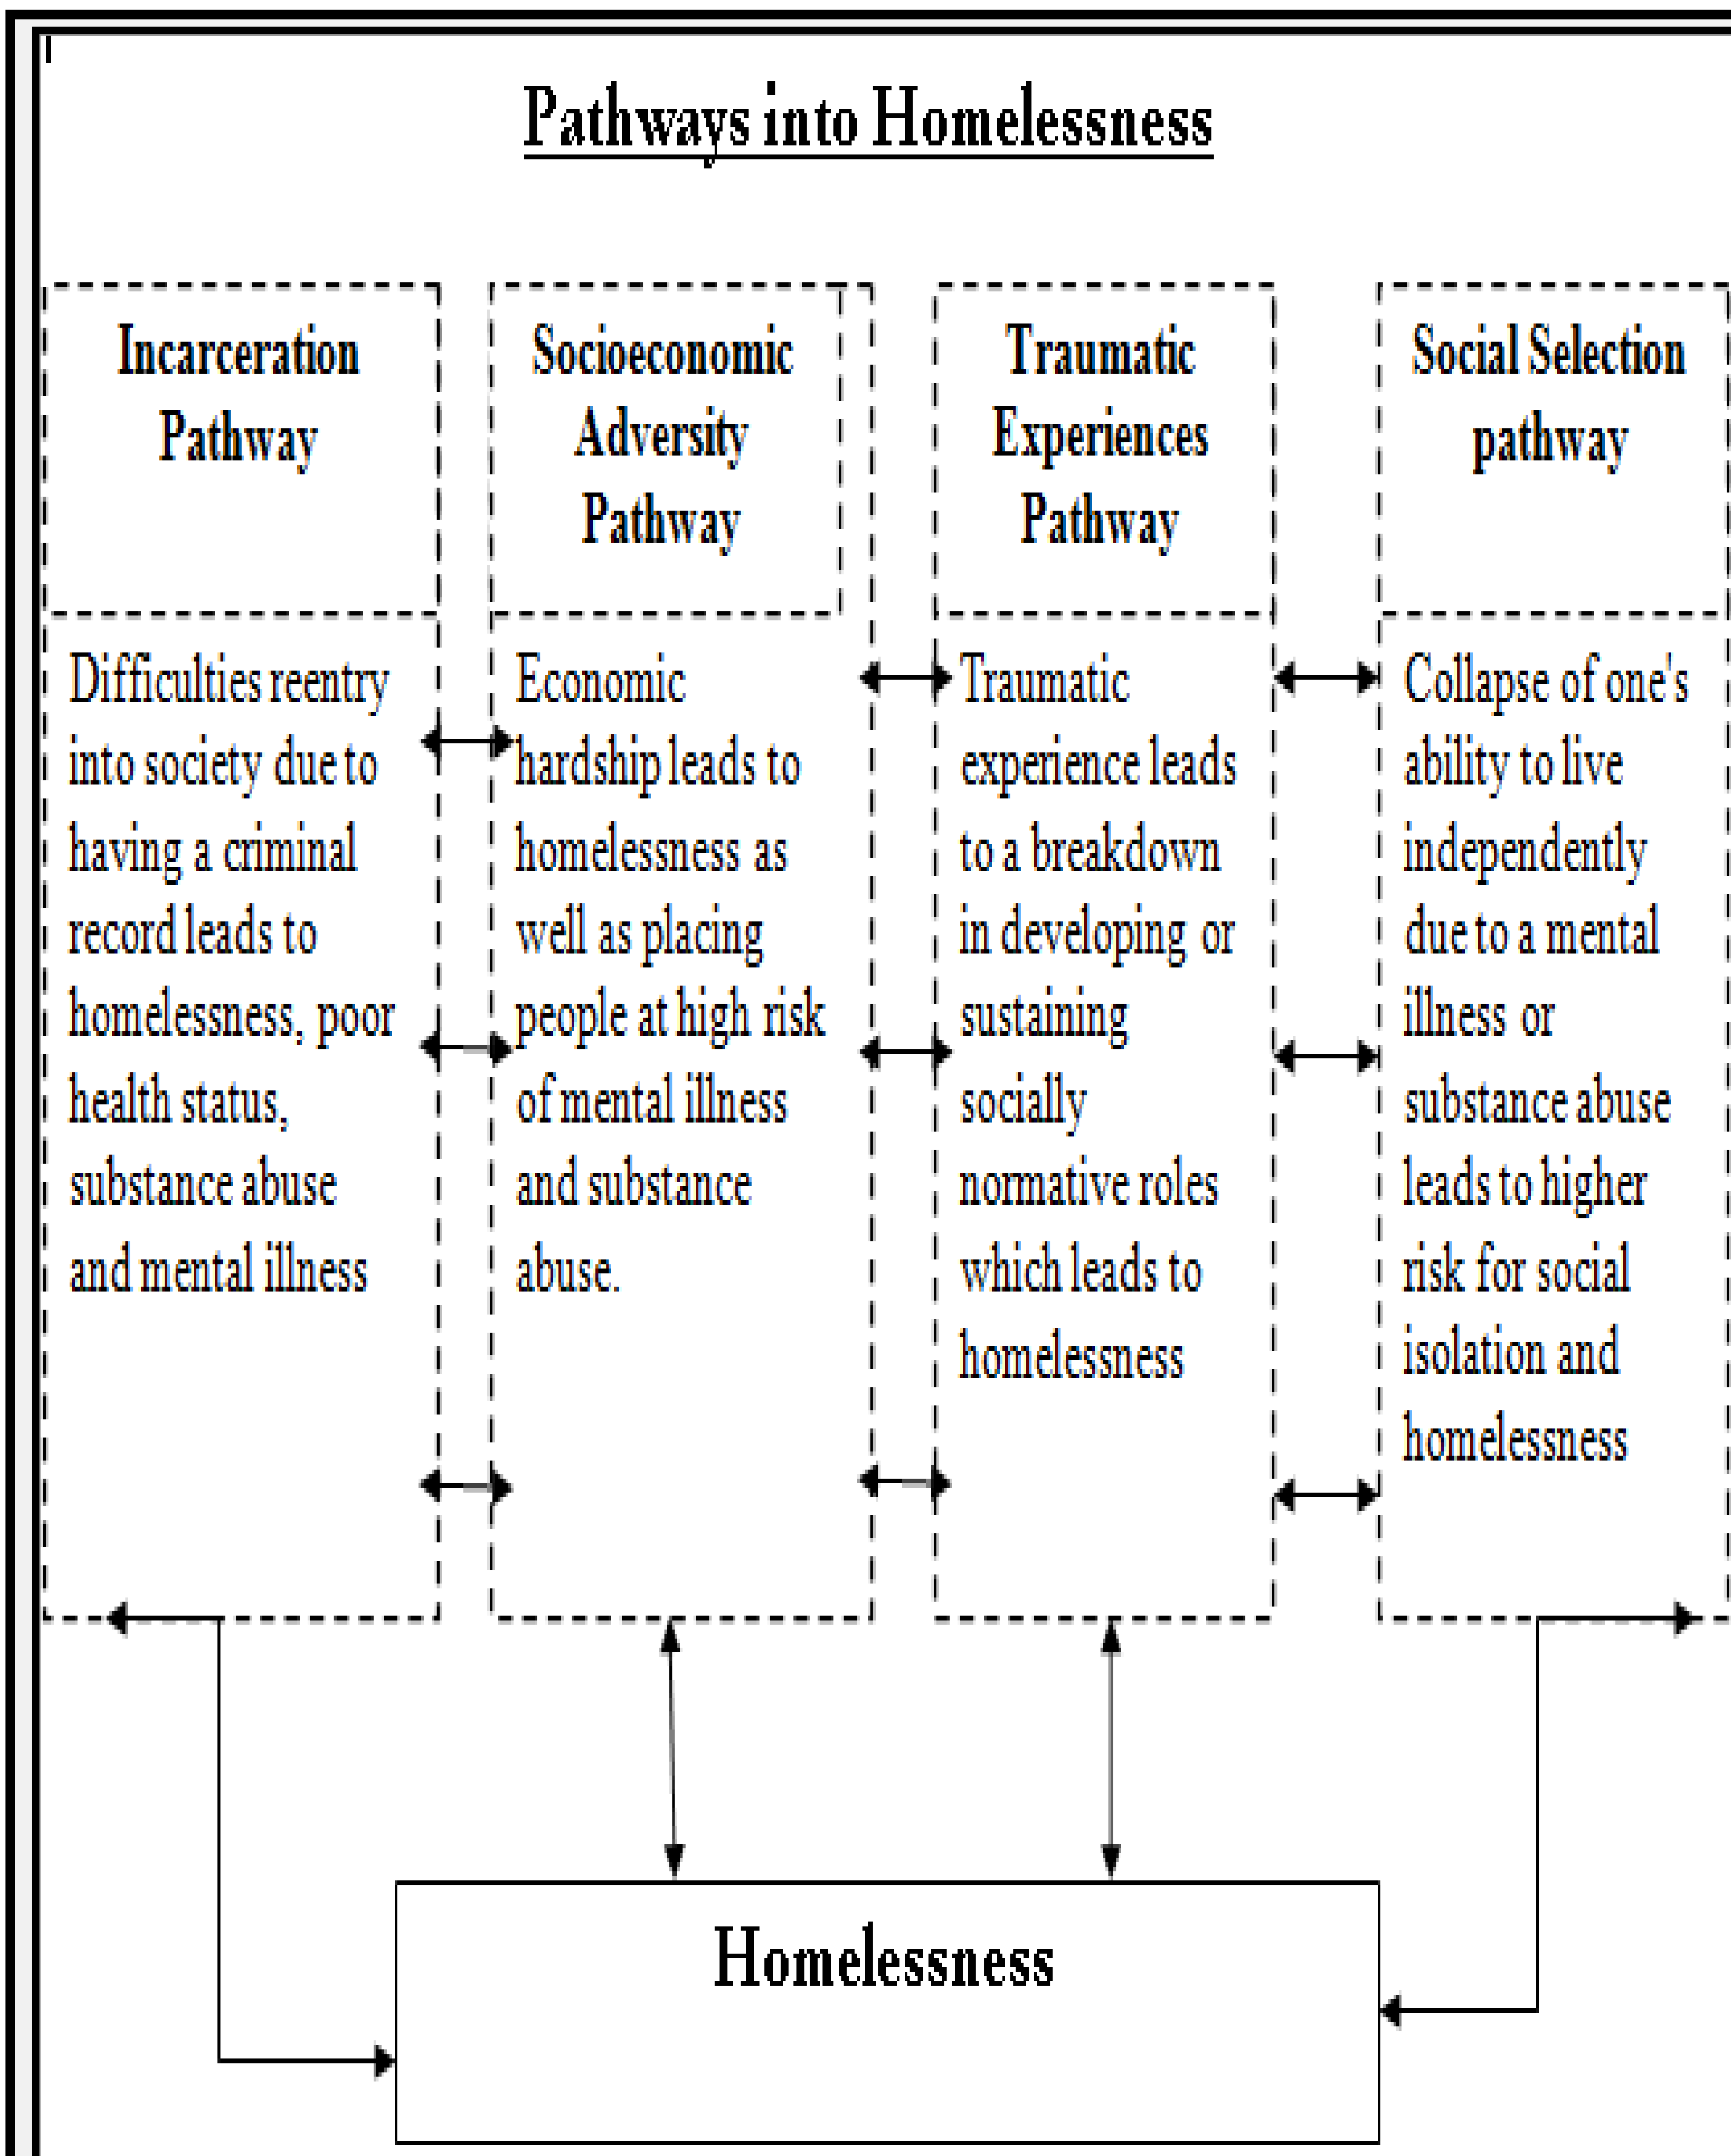 Pathways into Homelessness
Incarceration
Pathway
Socioeconomic
Adversity
Pathway
Traumatic
Experiences
Pathway
Social Selection
pathway
Difficulties reentry
into society due to
having a criminal
record leads to
homelessness, poor
health status,
substance abuse
and mental illness
Economic
hardship leads to
homelessness as
well as placing
people at high risk
of mental illness
and substance
abuse.
Traumatic
experience leads
to a breakdown
in developing or
sustaining
socially
normative roles
which leads to
homelessness
Collapse of one's
ability to live
independently
due to a mental
illness or
substance abuse
leads to higher
risk for social
isolation and
homelessness
Homelessness